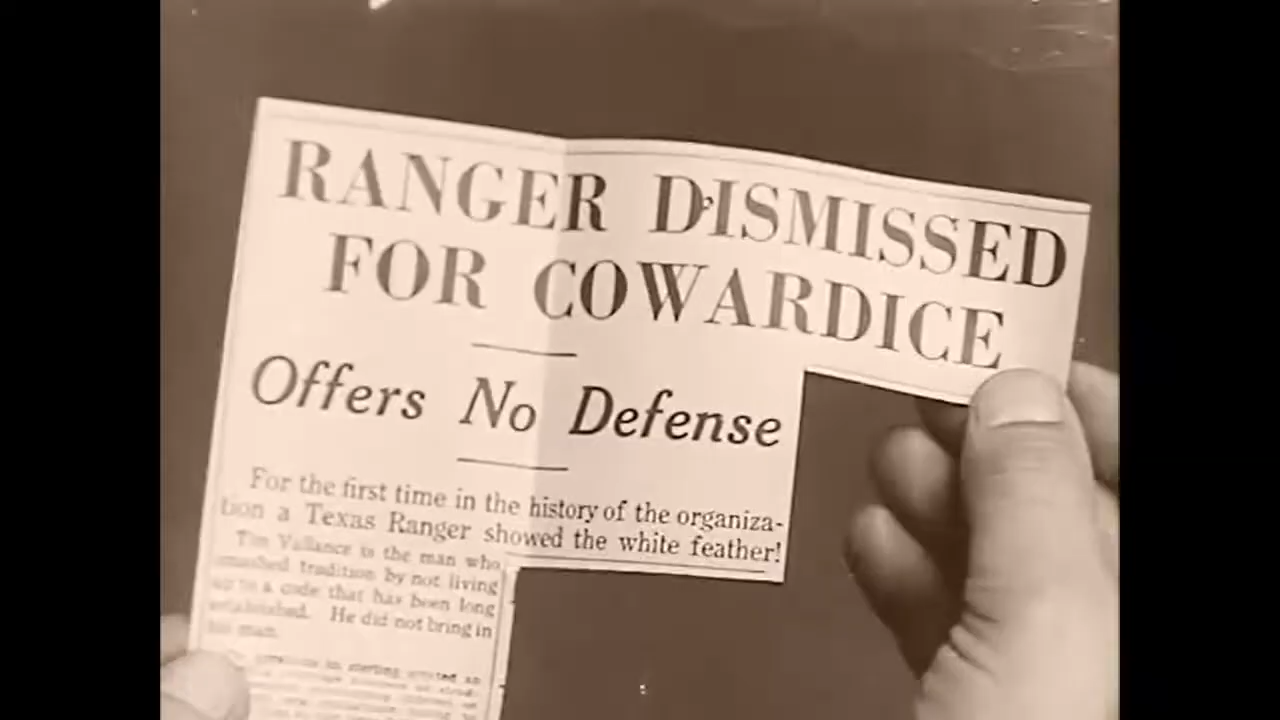 RANGER DISMISSED
FOR COWARDICE
Offers No Defense
For the first time in the history of the organiza-
tion a Texas Ranger showed the white feather!
Tim Vallance is the man who
smashed tradition by not living
up to a code that has been long
established. He did not bring in
his man.